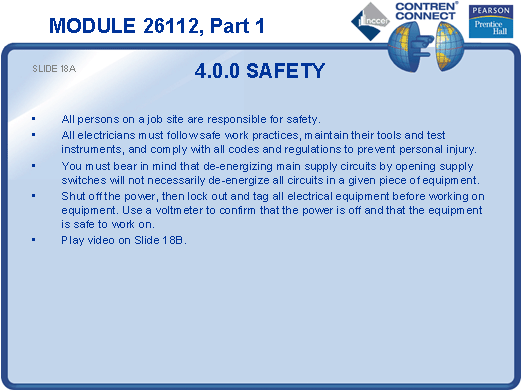 MODULE 26112, Part 1
nccer
CONTREN®
CONNECT
PEARSON
Prentice
Hall
SLIDE 18A
4.0.0 SAFETY
• All persons on a job site are responsible for safety.
• All electricians must follow safe work practices, maintain their tools and test
instruments, and comply with all codes and regulations to prevent personal injury.
• You must bear in mind that de-energizing main supply circuits by opening supply
switches will not necessarily de-energize all circuits in a given piece of equipment.
• Shut off the power, then lock out and tag all electrical equipment before working on
equipment. Use a voltmeter to confirm that the power is off and that the equipment
is safe to work on.
• Play video on Slide 18B.